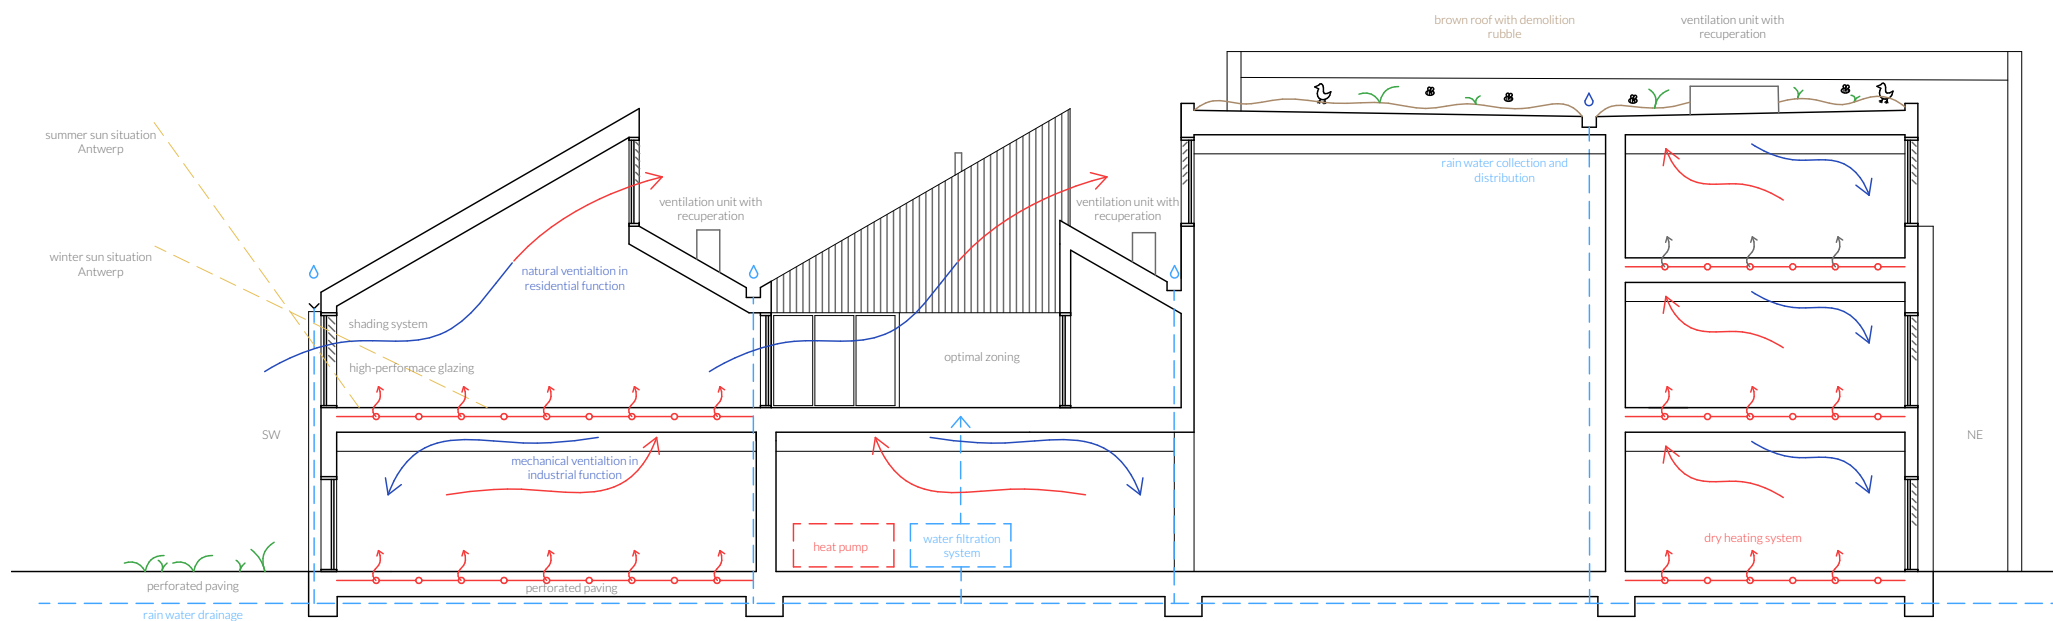 brown roof with demolition
rubble
ventilation unit with
recuperation
summer sun situation
Antwerp
rain water collection and
distribution
ventilation unit with
recuperation
ventilation unit with
recuperation
winter sun situation
Antwerp
natural ventialtion in
residential function
shading system
high-performace glazing
optimal zoning
SW
NE
mechanical ventialtion in
industrial function
heat pump
water filtration
system
dry heating system
perforated paving
perforated paving
rain water drainage